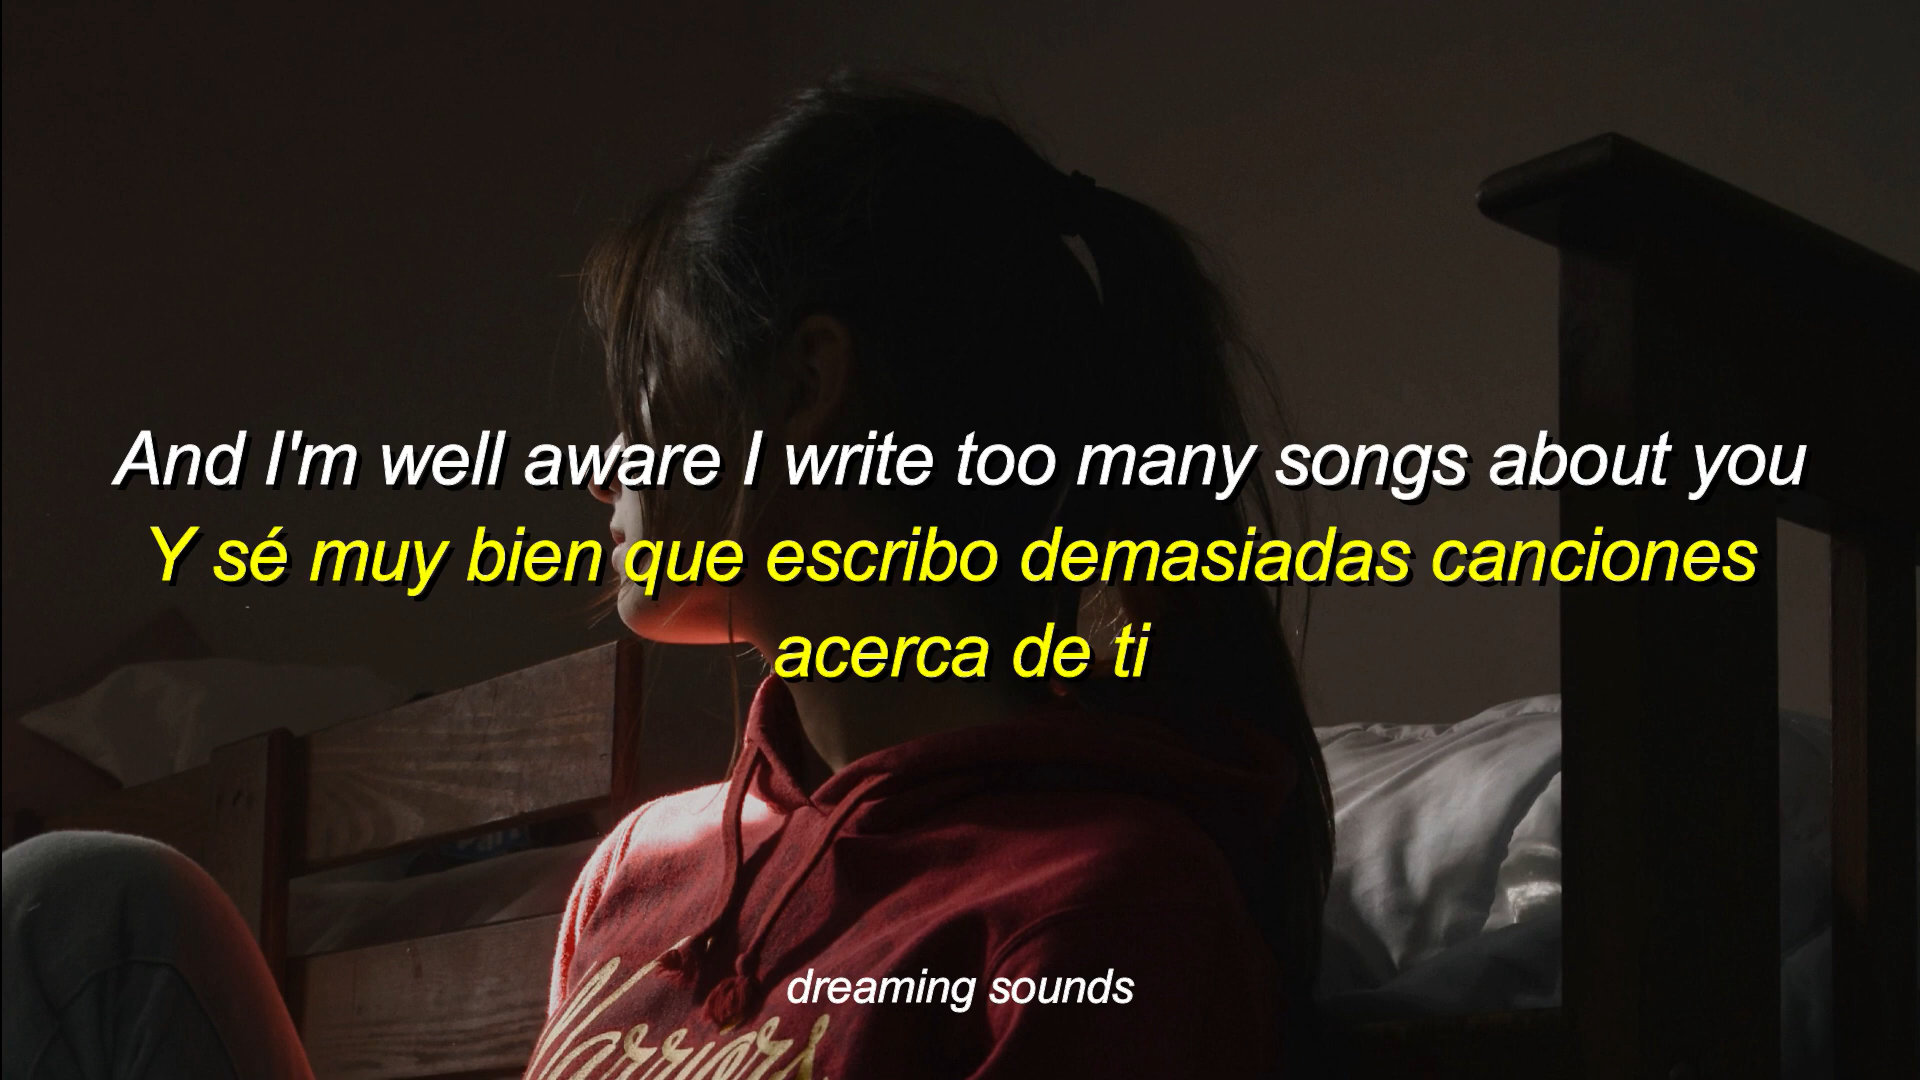 And I'm well aware I write too many songs about you
Y sé muy bien que escribo demasiadas canciones
acerca de ti
dreaming sounds
Warriors